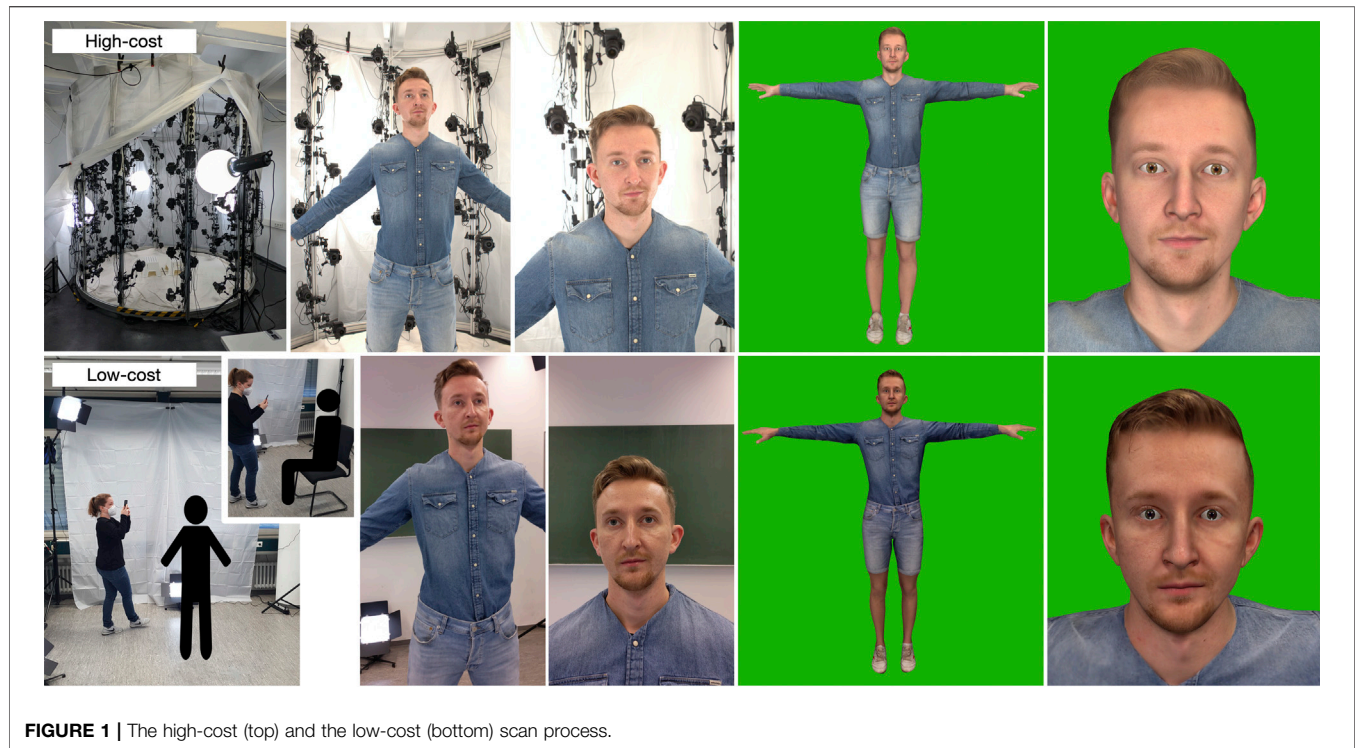 High-cost
Low-cost
FIGURE 1 | The high-cost (top) and the low-cost (bottom) scan process.